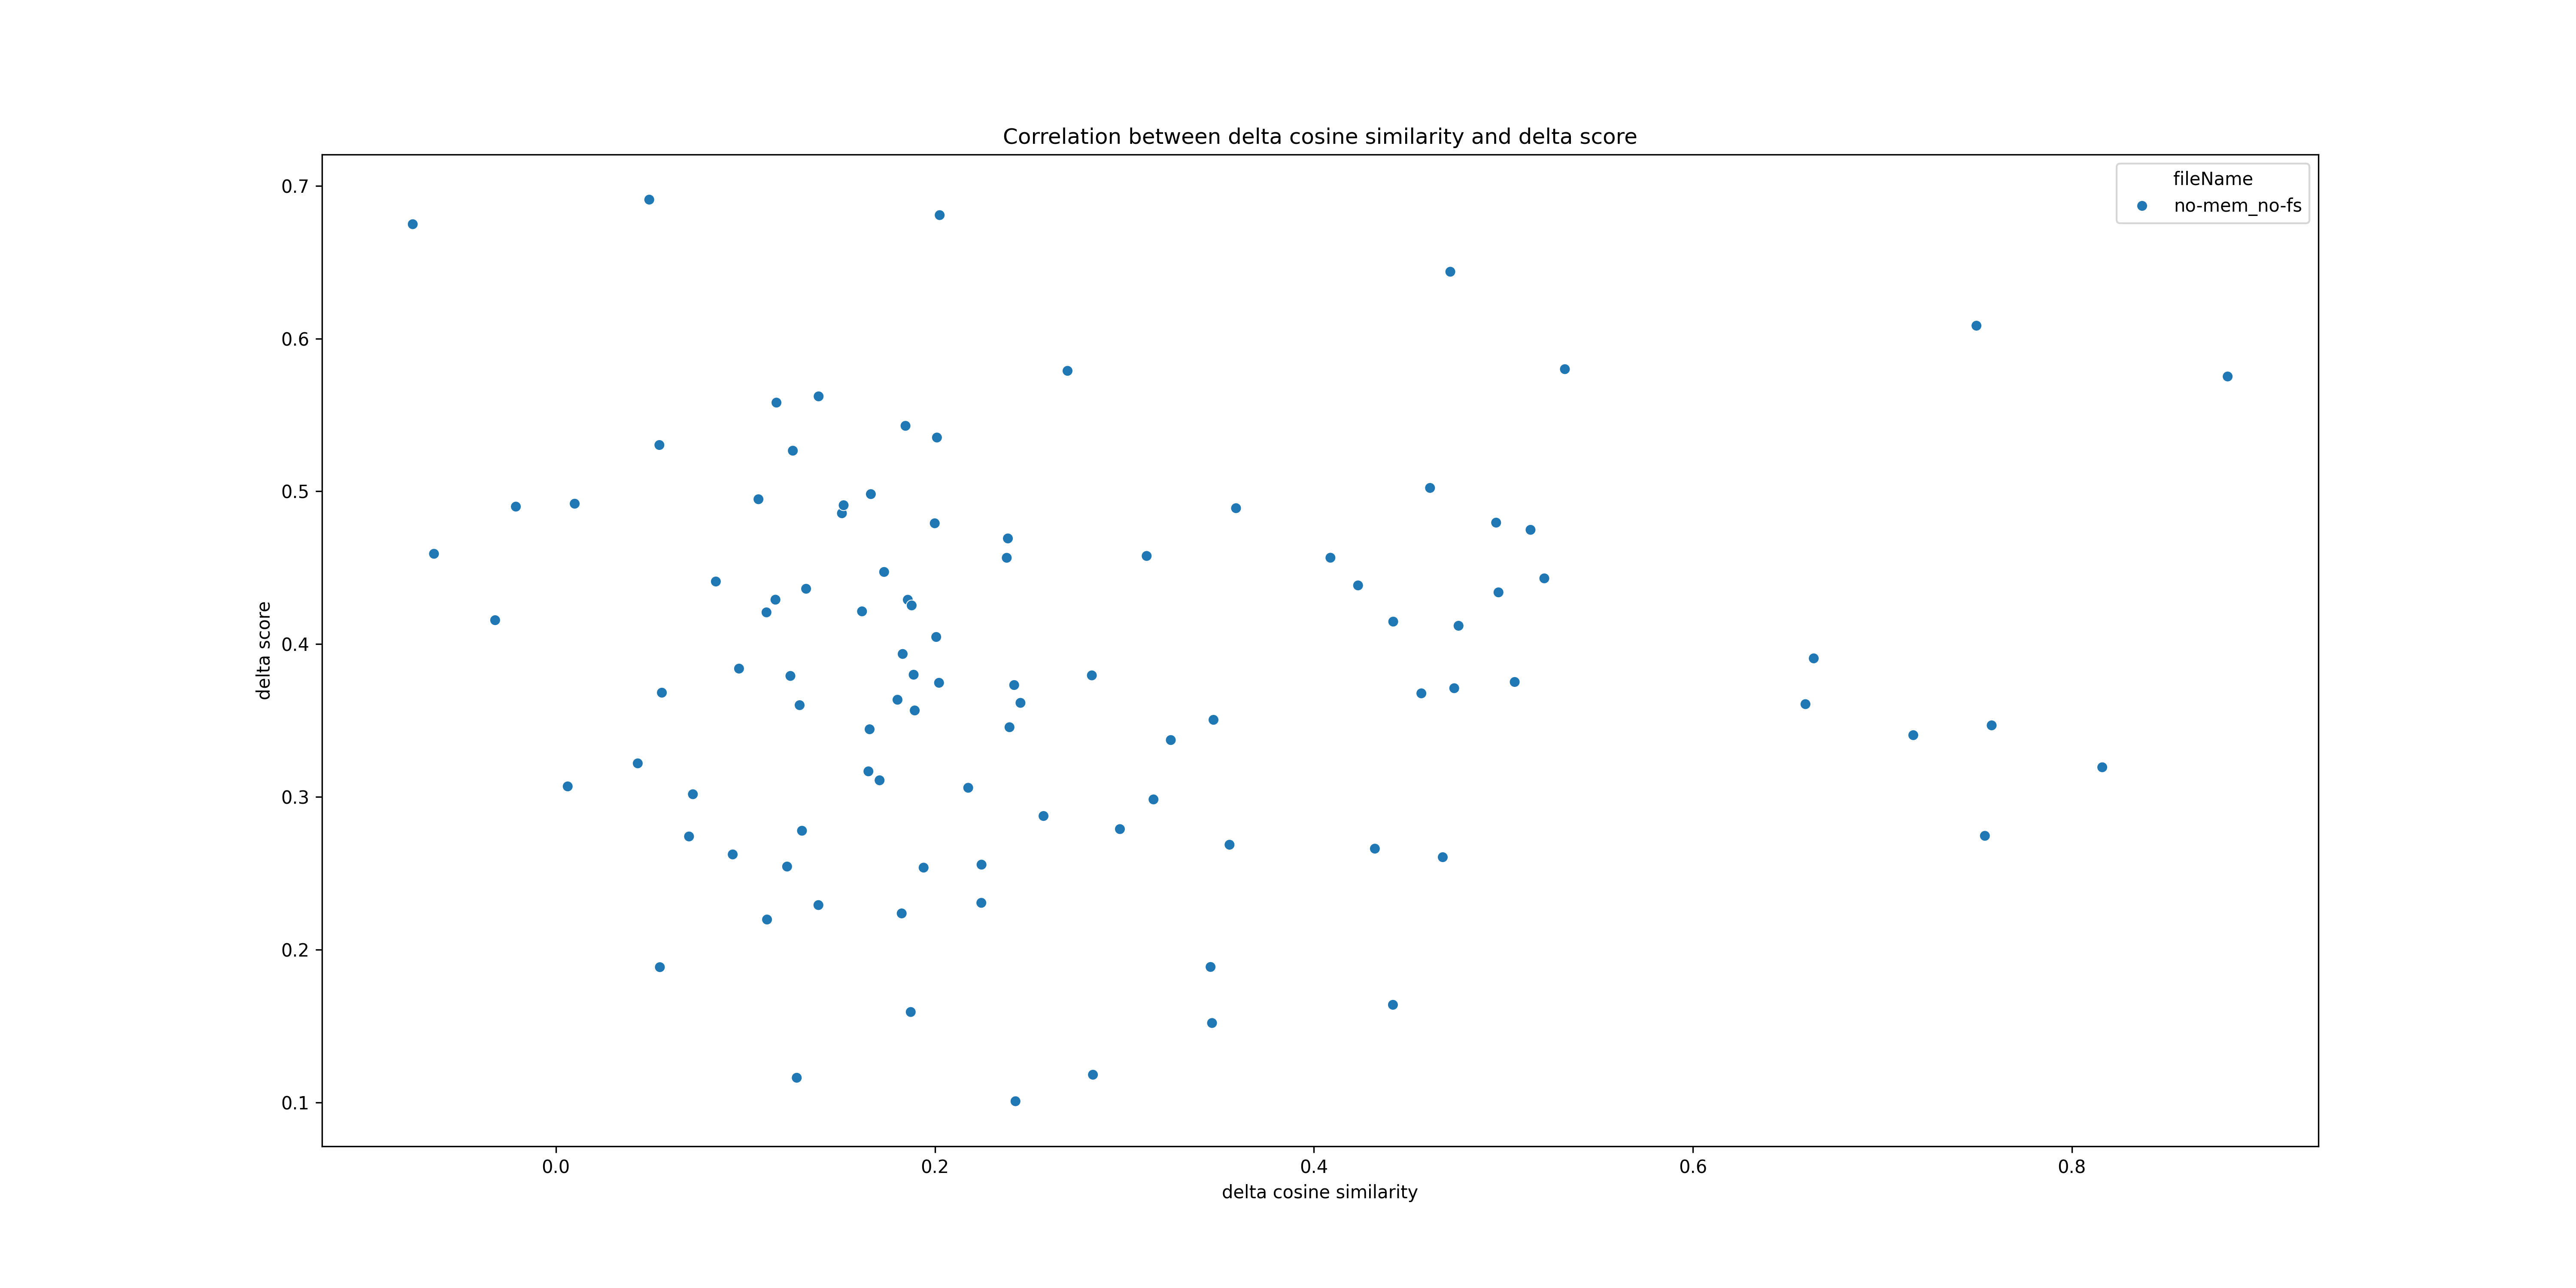 Correlation between delta cosine similarity and delta score
fileName
no-mem_no-fs
0.7
0.6
0.5
0.4
0.3
0.2
0.1
delta score
0.0 0.2 0.4 0.6 0.8
delta cosine similarity